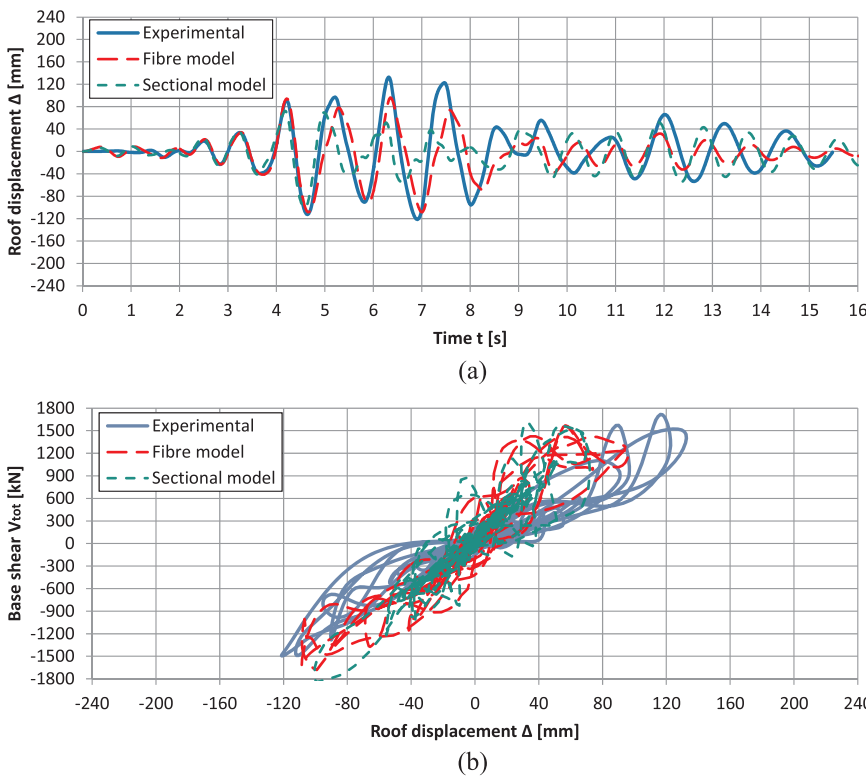 240
200
160
120
80
40
0
-40
-80
-120
-160
-200
-240
Roof displacement Δ [mm]
Experimental
Fibre model
Sectional model
0 1 2 3 4 5 6 7 8 9 10 11 12 13 14 15 16
Time t [s]
(a)
1800
1500
1200
900
600
300
0
-300
-600
-900
-1200
-1500
-1800
Base shear Vtot [kN]
Experimental
Fibre model
Sectional model
-240 -200 -160 -120 -80 -40 0 40 80 120 160 200 240
Roof displacement Δ [mm]
(b)